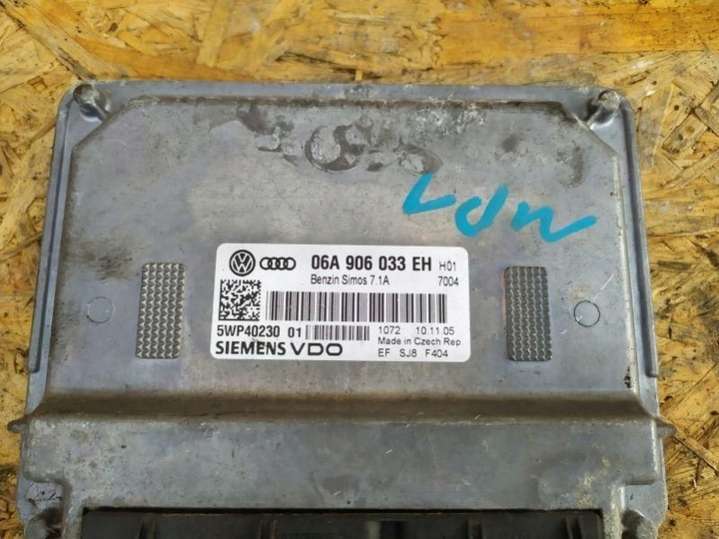 06A 906 033 EH H01
Benzin Simos 7.1A 7004
5WP40230 01 1072 10.11.05
Made in Czech Rep
SIEMENS VDO EF SJ8 F404